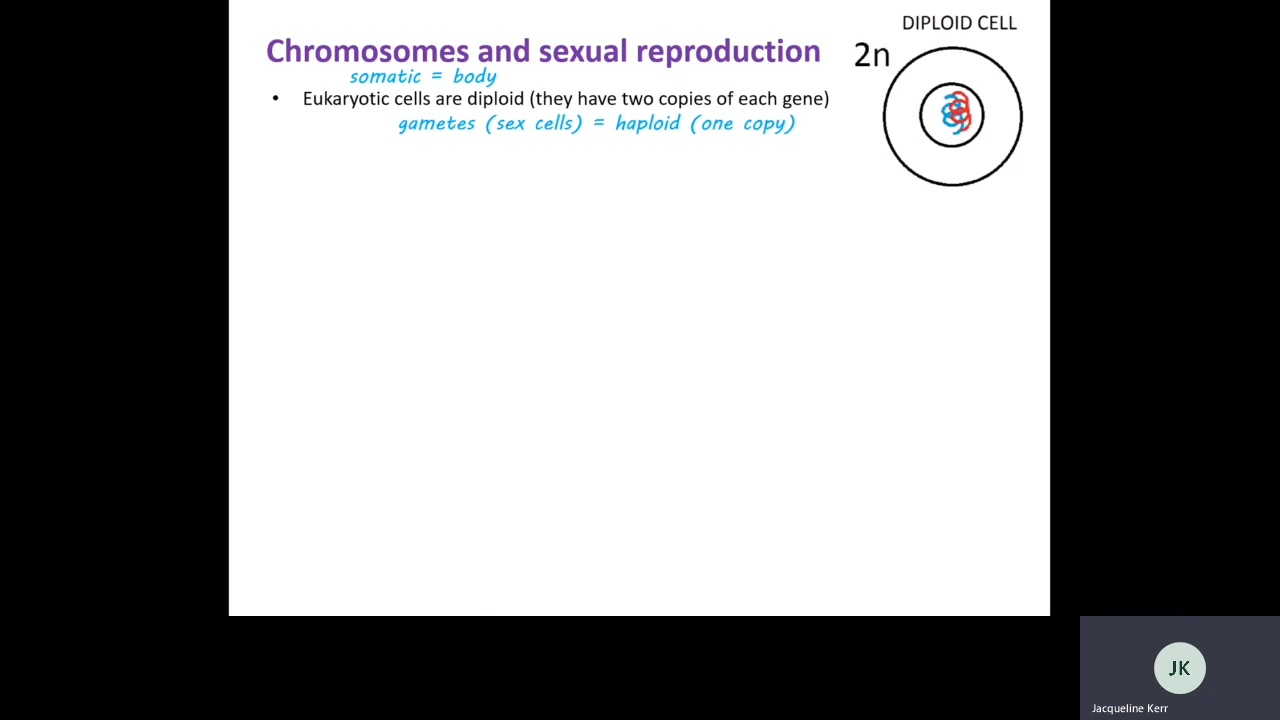 DIPLOID CELL
Chromosomes and sexual reproduction
2n
somatic = body
• Eukaryotic cells are diploid (they have two copies of each gene)
gametes (sex cells) = haploid (one copy)
JK
Jacqueline Kerr